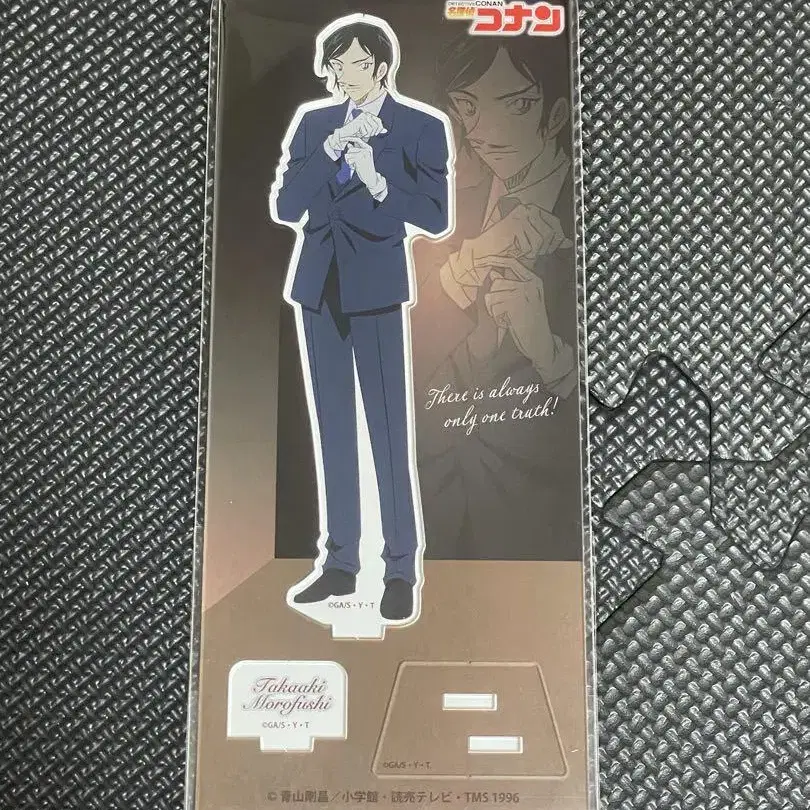 DETECTIVE CONAN
名探偵
コナン
There is always
only one truth!
©GA/S・Y・T
Takaaki
Morofushi
©GA/S・Y・T
©GA/S・Y・T
© 青山剛昌／小学館・読売テレビ・TMS 1996